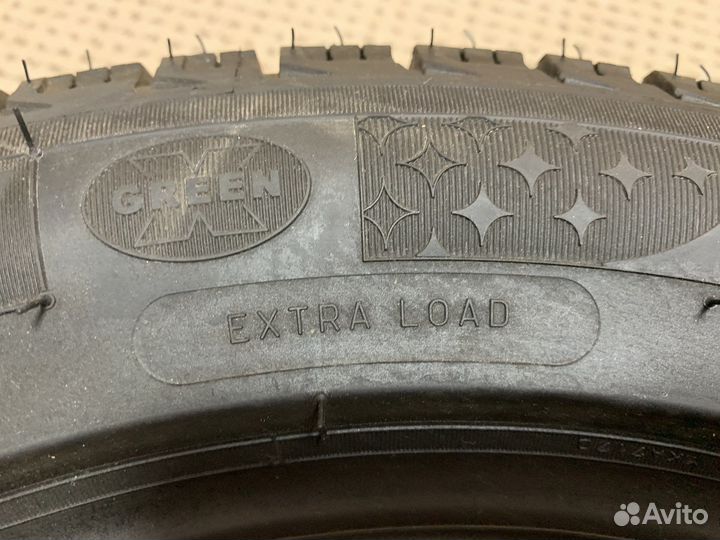 GREEN X
EXTRA LOAD
Avito